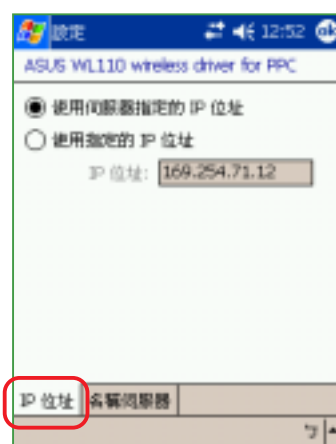 設定 12:52 ok
ASUS WL110 wireless driver for PPC
使用伺服器指定的 IP 位址
使用指定的 IP 位址
IP 位址: 169.254.71.12
IP 位址 名稱伺服器